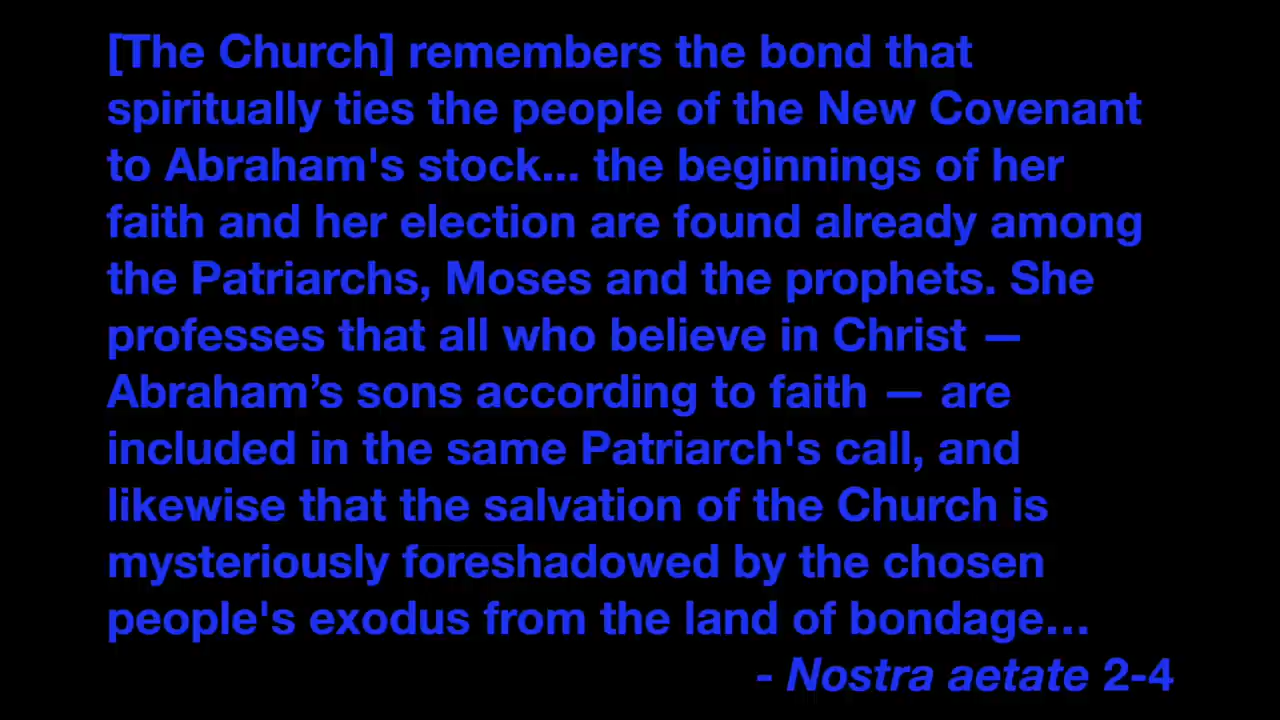 [The Church] remembers the bond that
spiritually ties the people of the New Covenant
to Abraham's stock... the beginnings of her
faith and her election are found already among
the Patriarchs, Moses and the prophets. She
professes that all who believe in Christ —
Abraham’s sons according to faith — are
included in the same Patriarch's call, and
likewise that the salvation of the Church is
mysteriously foreshadowed by the chosen
people's exodus from the land of bondage…
- Nostra aetate 2-4